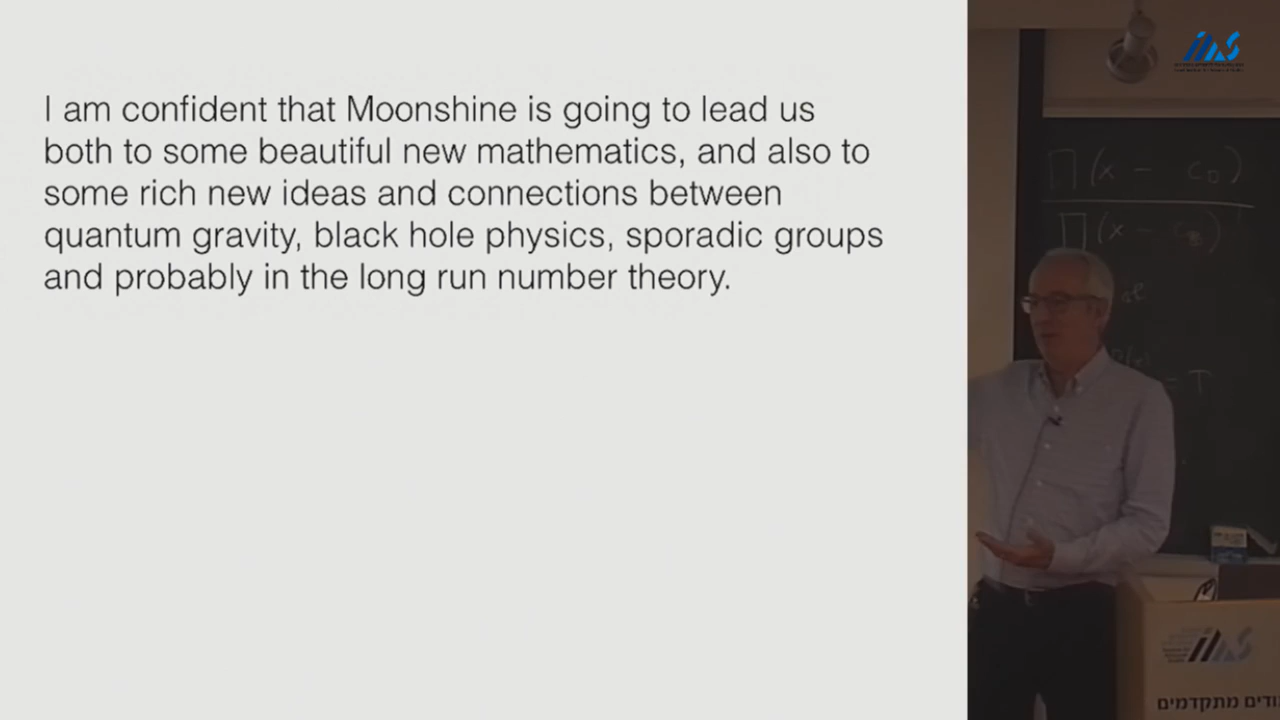 I am confident that Moonshine is going to lead us
both to some beautiful new mathematics, and also to
some rich new ideas and connections between
quantum gravity, black hole physics, sporadic groups
and probably in the long run number theory.
∏(x -
∏(x -
= T